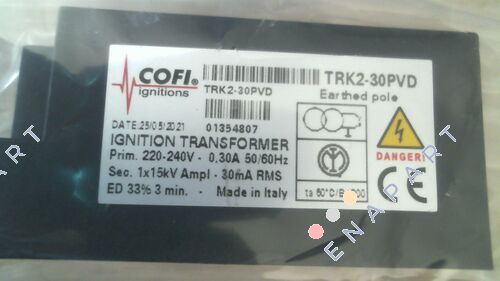 COFI®
ignitions
TRK2-30PVD
TRK2-30PVD
Earthed pole
DATE:25/05/2021
01354807
IGNITION TRANSFORMER
Prim. 220-240V - 0,30A 50/60Hz
Sec. 1x15kV Ampl - 30mA RMS
ED 33% 3 min. - Made in Italy
ta 60°C/
DANGER!
CE
ENAPART
ENAPART